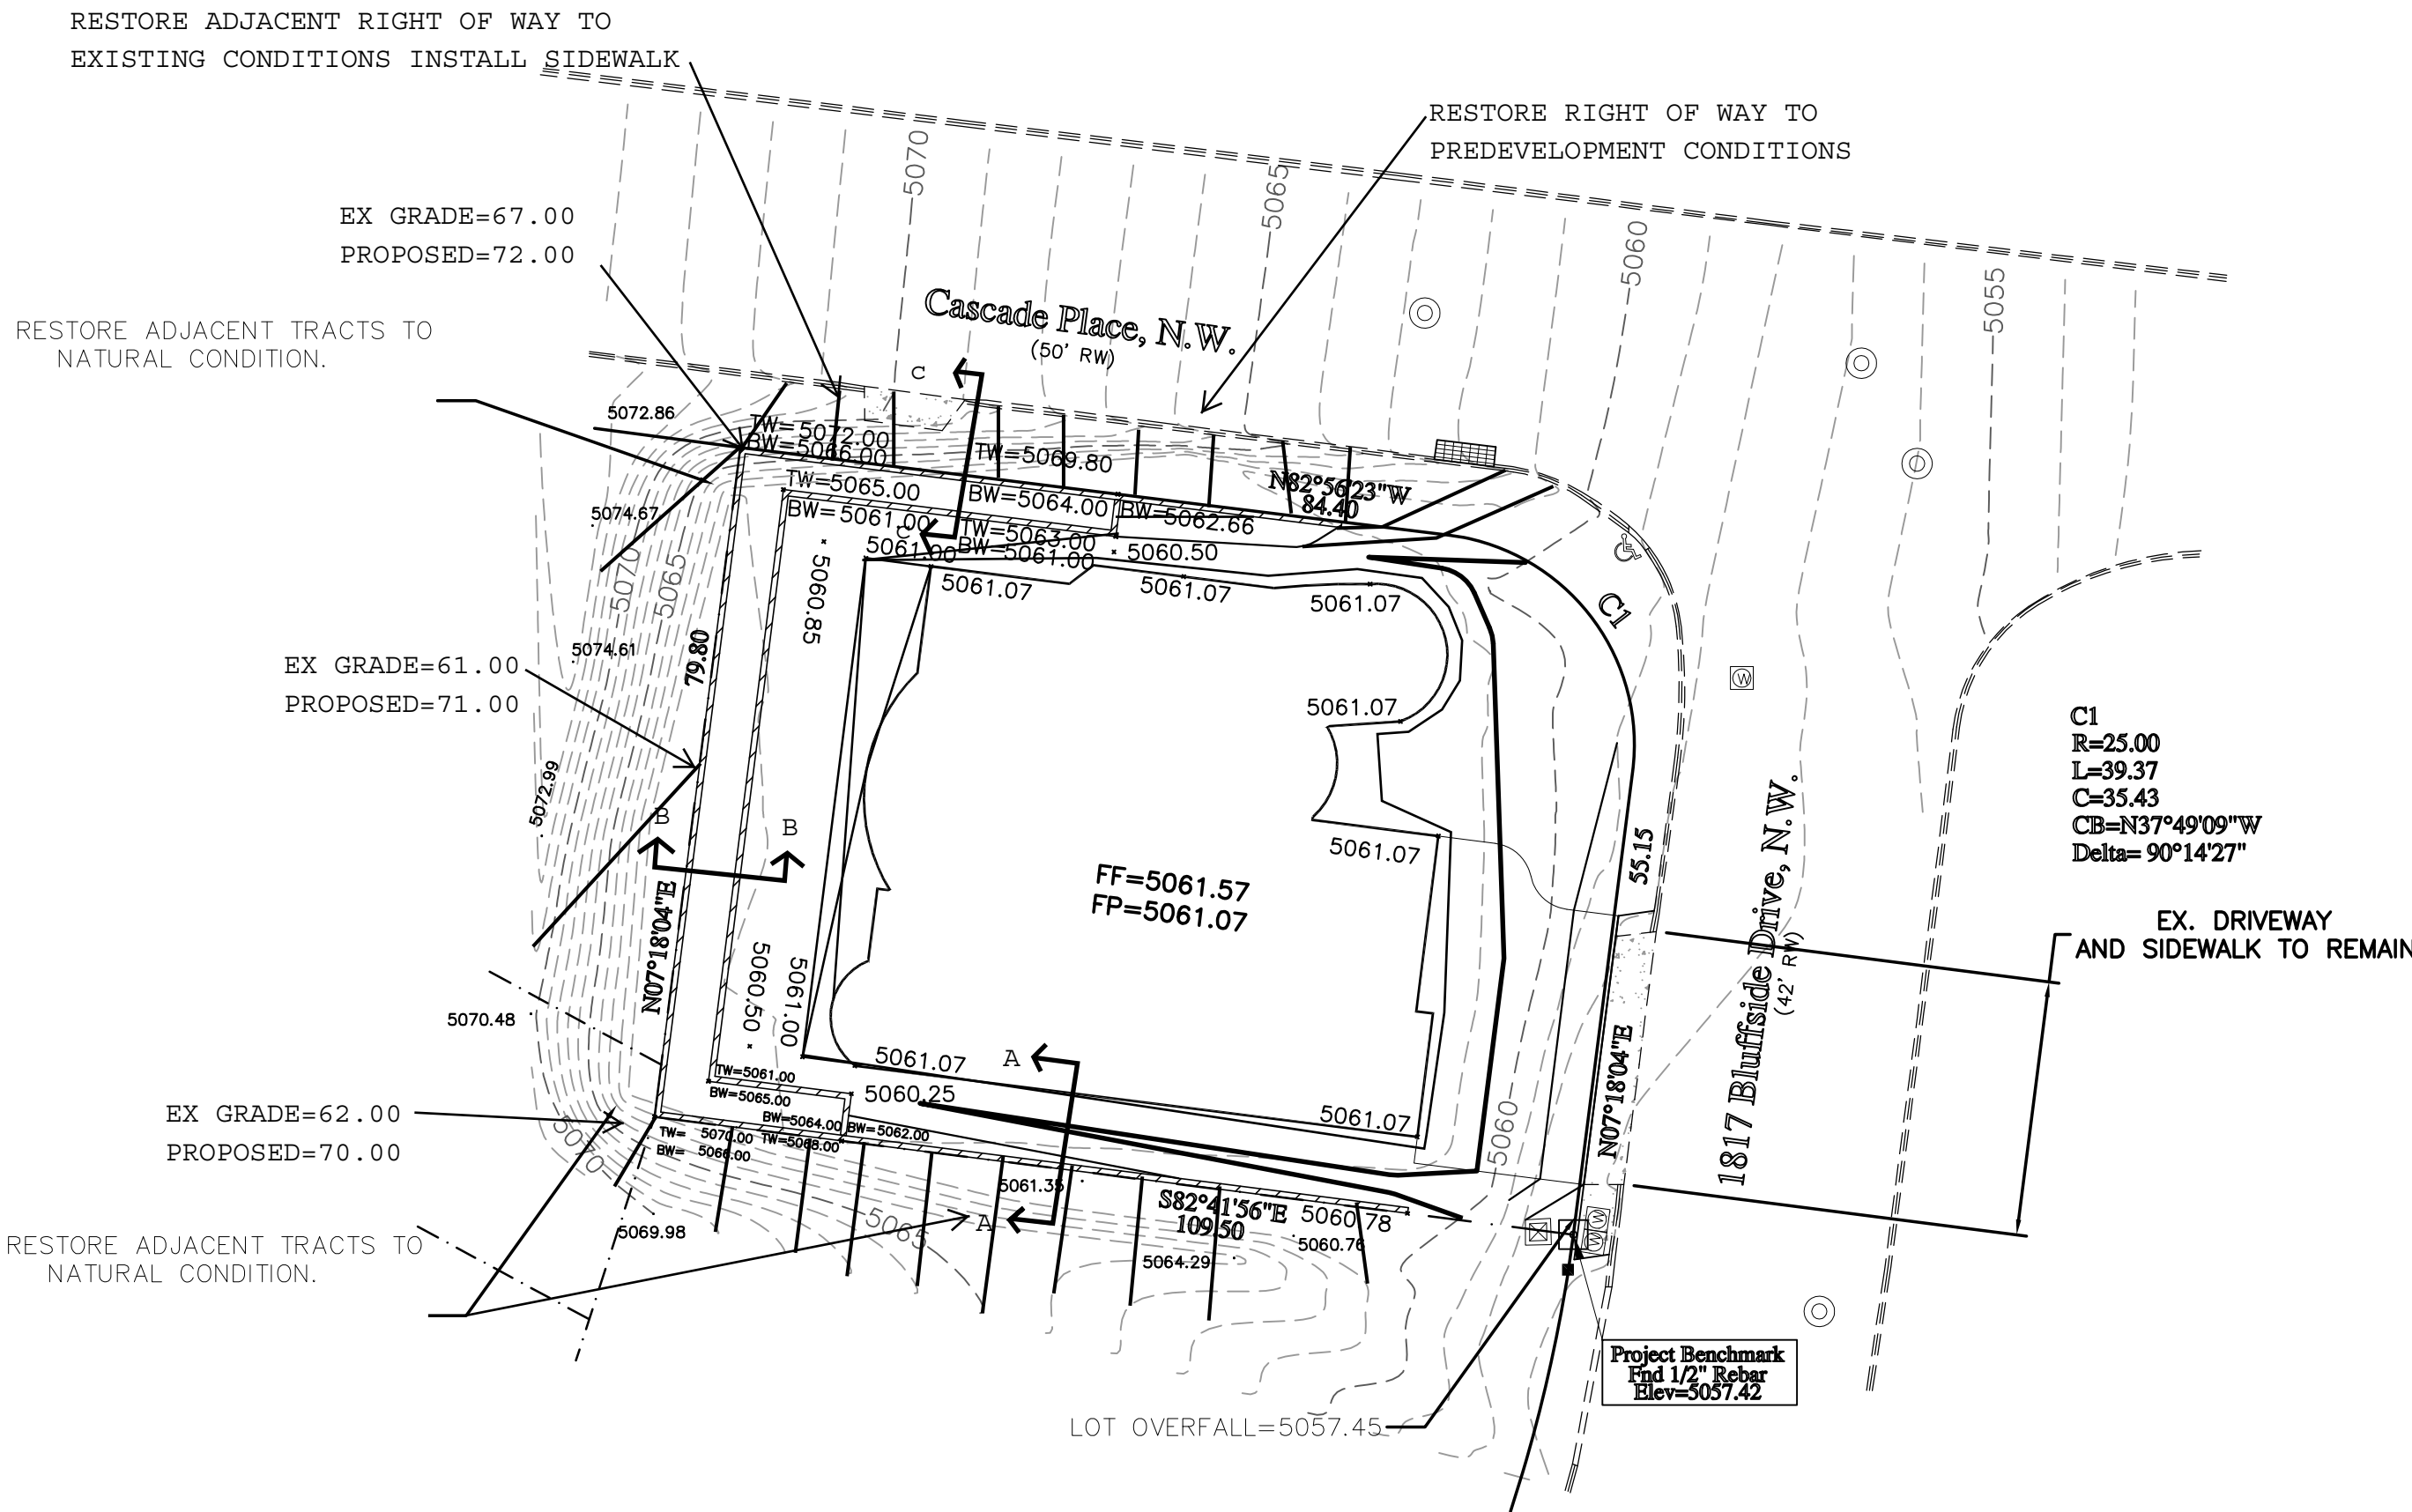 RESTORE ADJACENT RIGHT OF WAY TO
EXISTING CONDITIONS INSTALL SIDEWALK
RESTORE RIGHT OF WAY TO
PREDEVELOPMENT CONDITIONS
5070
5065
5060
5055
EX GRADE=67.00
PROPOSED=72.00
Cascade Place, N.W.
(50' RW)
RESTORE ADJACENT TRACTS TO
NATURAL CONDITION.
C
5072.86
TW=5072.00
BW=5066.00
TW=5069.80
TW=5065.00
BW=5064.00
N82°56'23"W
84.40
BW=5061.00
BW=5062.66
C
TW=5063.00
BW=5061.00
5061.00
5060.50
5074.67
5070
5065
5060.85
5061.07
5061.07
5061.07
C1
5074.61
79.80
EX GRADE=61.00
PROPOSED=71.00
5061.07
W
C1
R=25.00
L=39.37
C=35.43
CB=N37°49'09"W
Delta= 90°14'27"
5072.99
B
B
5061.07
55.15
FF=5061.57
FP=5061.07
N07°18'04"E
1817 Bluffside Drive, N.W.
(42' RW)
EX. DRIVEWAY
AND SIDEWALK TO REMAIN
5070.48
5060.50
5061.00
5061.07
A
N07°18'04"E
TW=5061.00
BW=5065.00
5060.25
EX GRADE=62.00
PROPOSED=70.00
BW=5064.00
BW=5062.00
5061.07
5060
5070
TW= 5070.00
TW=5068.00
BW= 5066.00
5061.35
S82°41'56"E
109.50
5060.78
A
5065
5069.98
5060.76
5064.29
W
W
RESTORE ADJACENT TRACTS TO
NATURAL CONDITION.
Project Benchmark
Fnd 1/2" Rebar
Elev=5057.42
LOT OVERFALL=5057.45